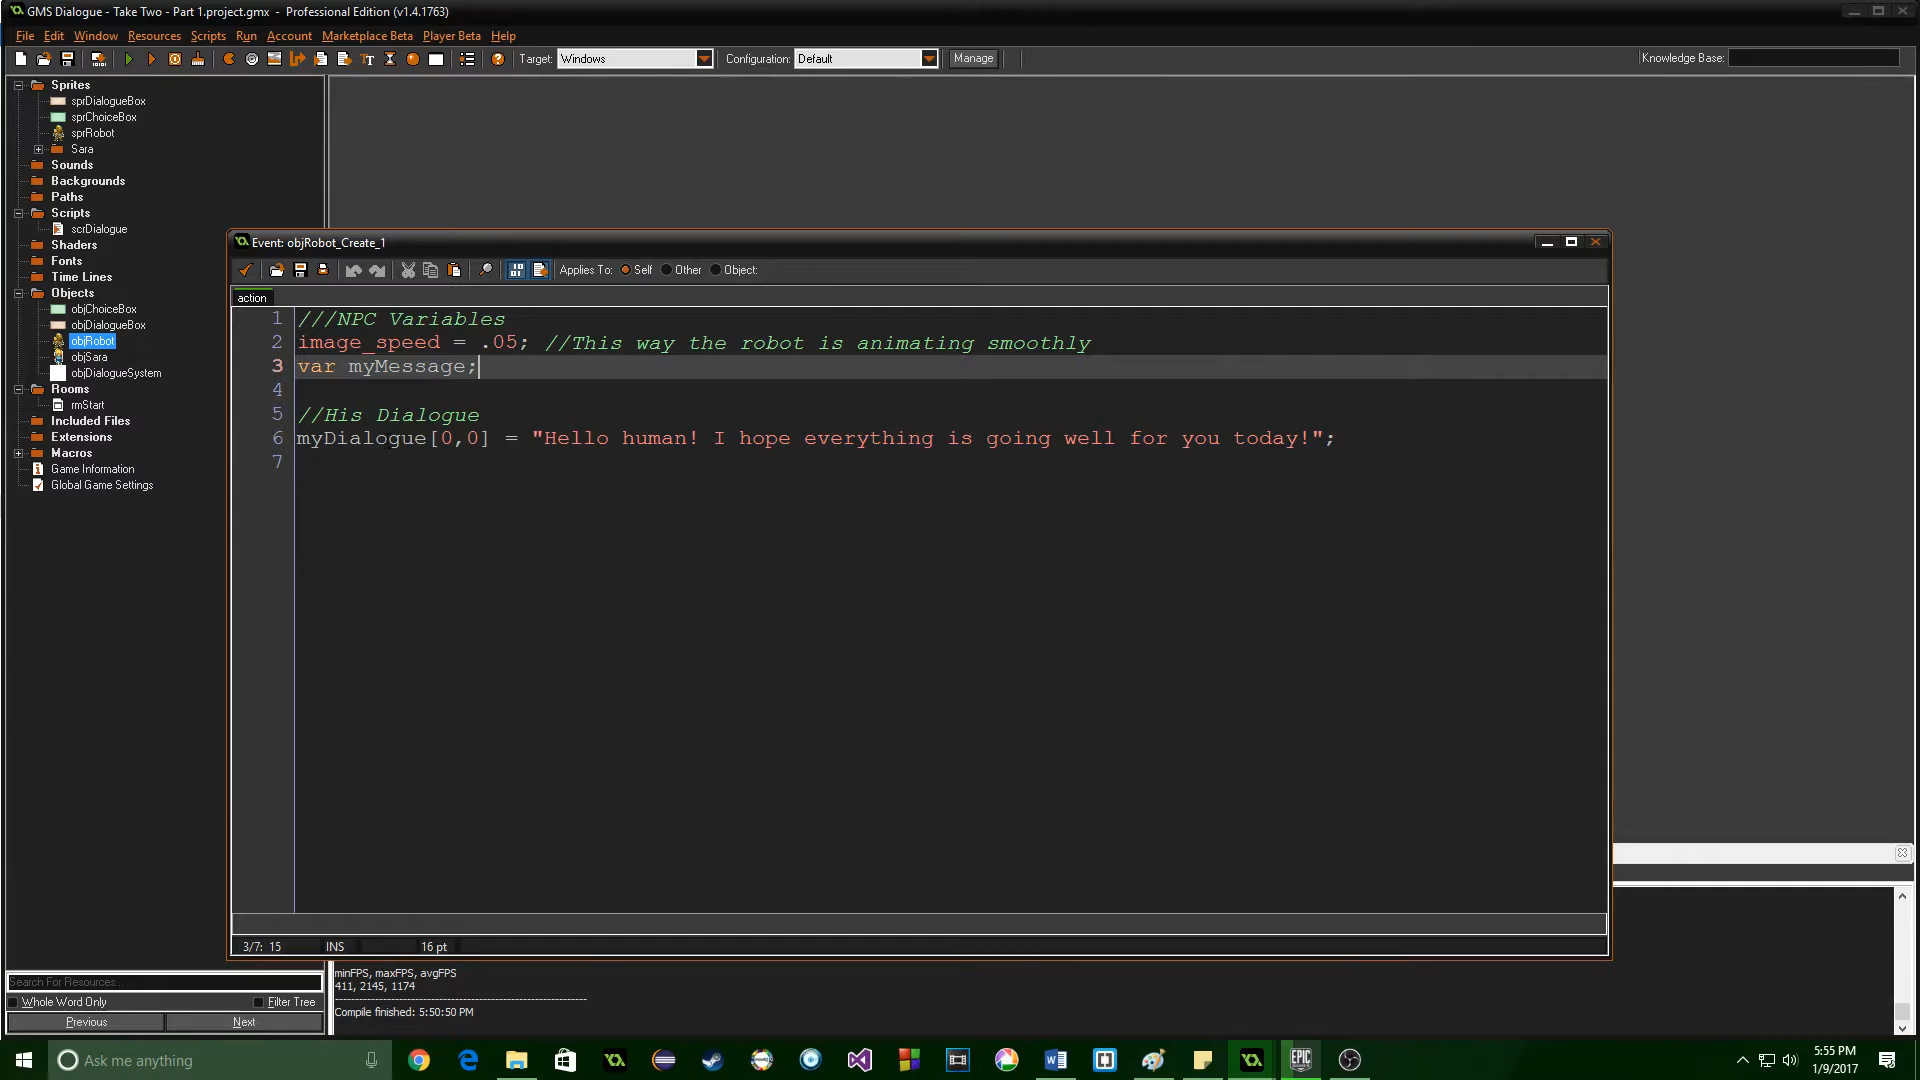 GMS Dialogue - Take Two - Part 1.project.gmx - Professional Edition (v1.4.1763)
File Edit Window Resources Scripts Run Account Marketplace Beta Player Beta Help
Target: Windows Configuration: Default Manage Knowledge Base:
Sprites
sprDialogueBox
sprChoiceBox
sprRobot
Sara
Sounds
Backgrounds
Paths
Scripts
scrDialogue
Shaders
Fonts
Time Lines
Objects
objChoiceBox
objDialogueBox
objRobot
objSara
objDialogueSystem
Rooms
rmStart
Included Files
Extensions
Macros
Game Information
Global Game Settings
Event: objRobot_Create_1
Applies To: Self Other Object:
action
1 ///NPC Variables
2 image_speed = .05; //This way the robot is animating smoothly
3 var myMessage;
4
5 //His Dialogue
6 myDialogue[0,0] = "Hello human! I hope everything is going well for you today!";
7
3/7: 15 INS 16 pt
Search For Resources...
Whole Word Only Filter Tree
Previous Next
minFPS, maxFPS, avgFPS
411, 2145, 1174
Compile finished: 5:50:50 PM
Ask me anything
EPIC
5:55 PM
1/9/2017